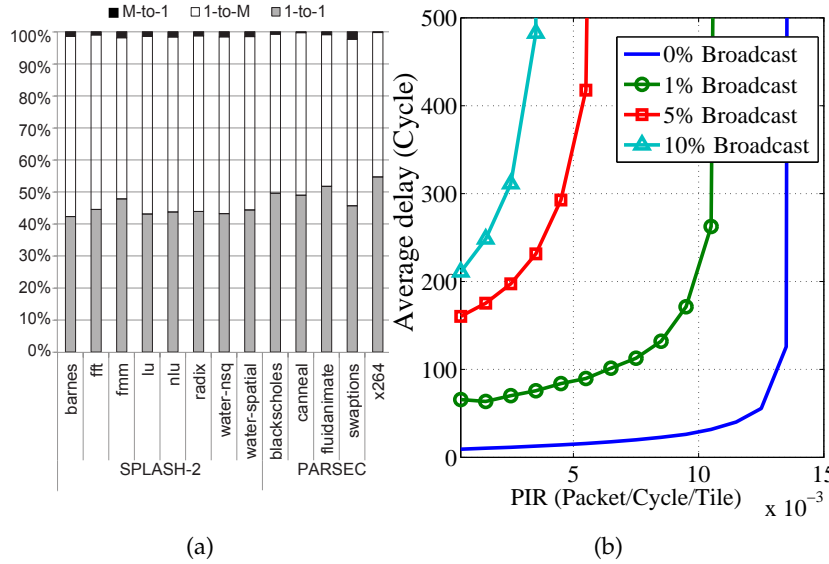 M-to-1 1-to-M 1-to-1
100%
90%
80%
70%
60%
50%
40%
30%
20%
10%
0%
barnes
fft
fmm
lu
nlu
radix
water-nsq
water-spatial
blackscholes
canneal
fluidanimate
swaptions
x264
SPLASH-2 PARSEC
(a)
Average delay (Cycle)
500
400
300
200
100
0
0% Broadcast
1% Broadcast
5% Broadcast
10% Broadcast
5 10 15
PIR (Packet/Cycle/Tile)
x 10⁻³
(b)